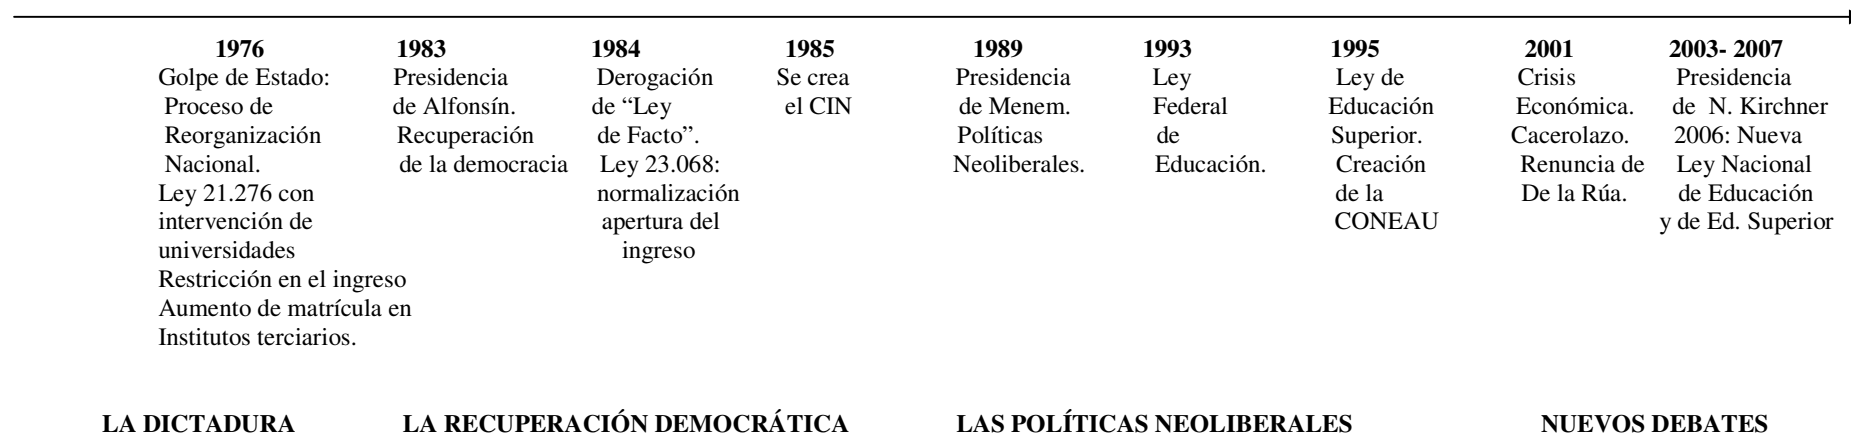 1976
Golpe de Estado:
Proceso de
Reorganización
Nacional.
Ley 21.276 con
intervención de
universidades
Restricción en el ingreso
Aumento de matrícula en
Institutos terciarios.
1983
Presidencia
de Alfonsín.
Recuperación
de la democracia
1984
Derogación
de “Ley
de Facto”.
Ley 23.068:
normalización
apertura del
ingreso
1985
Se crea
el CIN
1989
Presidencia
de Menem.
Políticas
Neoliberales.
1993
Ley
Federal
de
Educación.
1995
Ley de
Educación
Superior.
Creación
de la
CONEAU
2001
Crisis
Económica.
Cacerolazo.
Renuncia de
De la Rúa.
2003- 2007
Presidencia
de N. Kirchner
2006: Nueva
Ley Nacional
de Educación
y de Ed. Superior
LA DICTADURA
LA RECUPERACIÓN DEMOCRÁTICA
LAS POLÍTICAS NEOLIBERALES
NUEVOS DEBATES